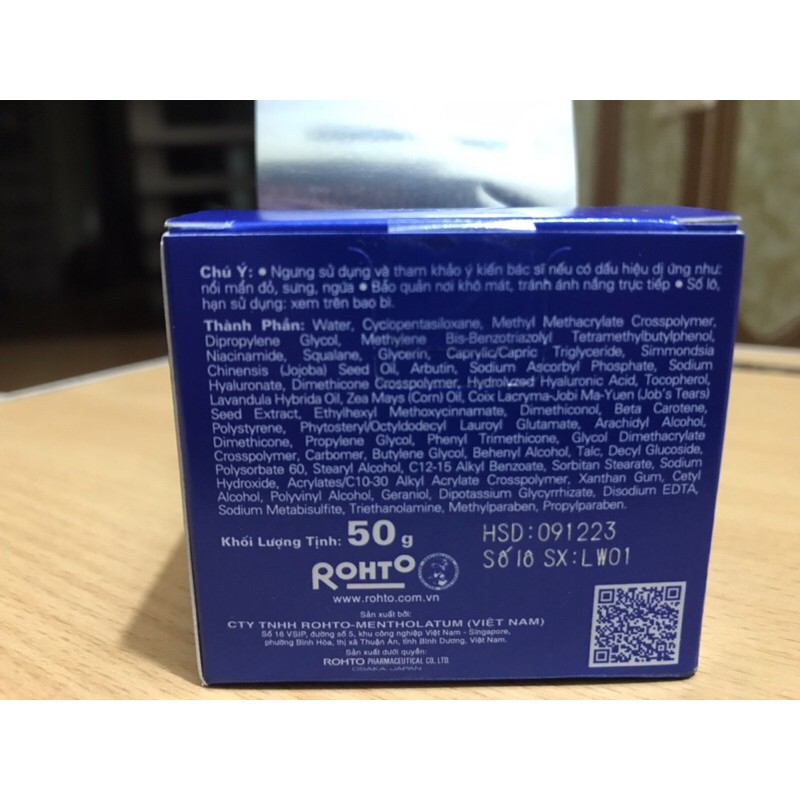 Chú Ý: • Ngưng sử dụng và tham khảo ý kiến bác sĩ nếu có dấu hiệu dị ứng như:
nổi mẩn đỏ, sưng, ngứa • Bảo quản nơi khô mát, tránh ánh nắng trực tiếp • Số lô,
hạn sử dụng: xem trên bao bì.
Thành Phần: Water, Cyclopentasiloxane, Methyl Methacrylate Crosspolymer,
Dipropylene Glycol, Methylene Bis-Benzotriazolyl Tetramethylbutylphenol,
Niacinamide, Squalane, Glycerin, Caprylic/Capric Triglyceride, Simmondsia
Chinensis (Jojoba) Seed Oil, Arbutin, Sodium Ascorbyl Phosphate, Sodium
Hyaluronate, Dimethicone Crosspolymer, Hydrolyzed Hyaluronic Acid, Tocopherol,
Lavandula Hybrida Oil, Zea Mays (Corn) Oil, Coix Lacryma-Jobi Ma-Yuen (Job's Tears)
Seed Extract, Ethylhexyl Methoxycinnamate, Dimethiconol, Beta Carotene,
Polystyrene, Phytosteryl/Octyldodecyl Lauroyl Glutamate, Arachidyl Alcohol,
Dimethicone, Propylene Glycol, Phenyl Trimethicone, Glycol Dimethacrylate
Crosspolymer, Carbomer, Butylene Glycol, Behenyl Alcohol, Talc, Decyl Glucoside,
Polysorbate 60, Stearyl Alcohol, C12-15 Alkyl Benzoate, Sorbitan Stearate, Sodium
Hydroxide, Acrylates/C10-30 Alkyl Acrylate Crosspolymer, Xanthan Gum, Cetyl
Alcohol, Polyvinyl Alcohol, Geraniol, Dipotassium Glycyrrhizate, Disodium EDTA,
Sodium Metabisulfite, Triethanolamine, Methylparaben, Propylparaben.
Khối Lượng Tịnh: 50 g
HSD:091223
Số lô SX:LW01
ROHTO
www.rohto.com.vn
Sản xuất bởi:
CTY TNHH ROHTO-MENTHOLATUM (VIỆT NAM)
Số 16 VSIP, đường số 5, khu công nghiệp Việt Nam - Singapore,
phường Bình Hòa, thị xã Thuận An, tỉnh Bình Dương, Việt Nam.
Sản xuất dưới quyền:
ROHTO PHARMACEUTICAL CO., LTD.
OSAKA, JAPAN